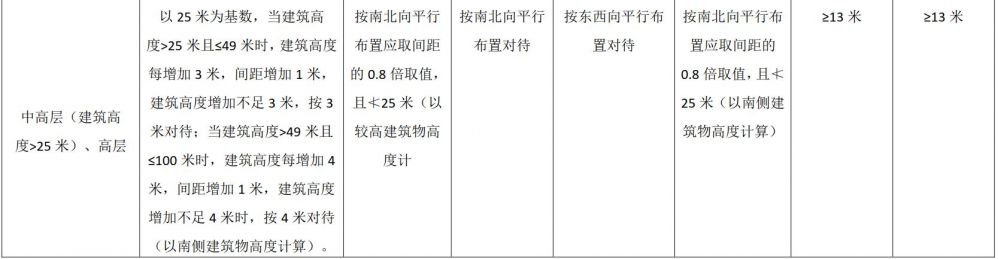 中高层（建筑高
度>25 米）、高层
以 25 米为基数，当建筑高
度>25 米且≤49 米时，建筑高度
每增加 3 米，间距增加 1 米，
建筑高度增加不足 3 米，按 3
米对待；当建筑高度>49 米且
≤100 米时，建筑高度每增加 4
米，间距增加 1 米，建筑高度
增加不足 4 米时，按 4 米对待
（以南侧建筑物高度计算）。
按南北向平行
布置应取间距
的 0.8 倍取值，
且≮25 米（以
较高建筑物高
度计
按南北向平行
布置对待
按东西向平行布
置对待
按南北向平行布
置应取间距的
0.8 倍取值，且≮
25 米（以南侧建
筑物高度计算）
≥13 米
≥13 米